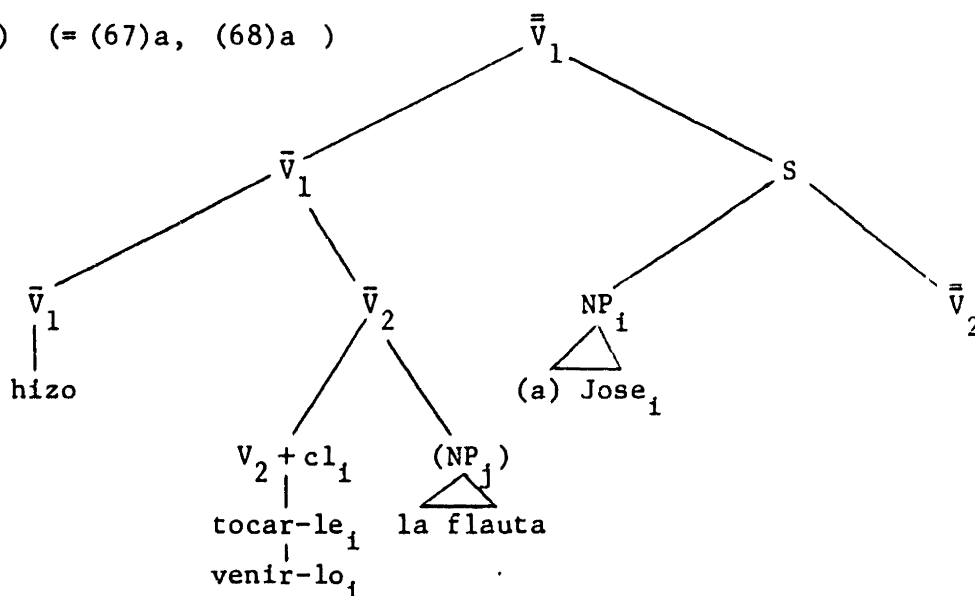 ) (= (67)a, (68)a )
V̿₁
V̄₁ S
V̄₁ V̄₂ NPᵢ V̿₂
hizo (a) Joseᵢ
V₂ + clᵢ (NPⱼ)
tocar-leᵢ la flauta
venir-loᵢ